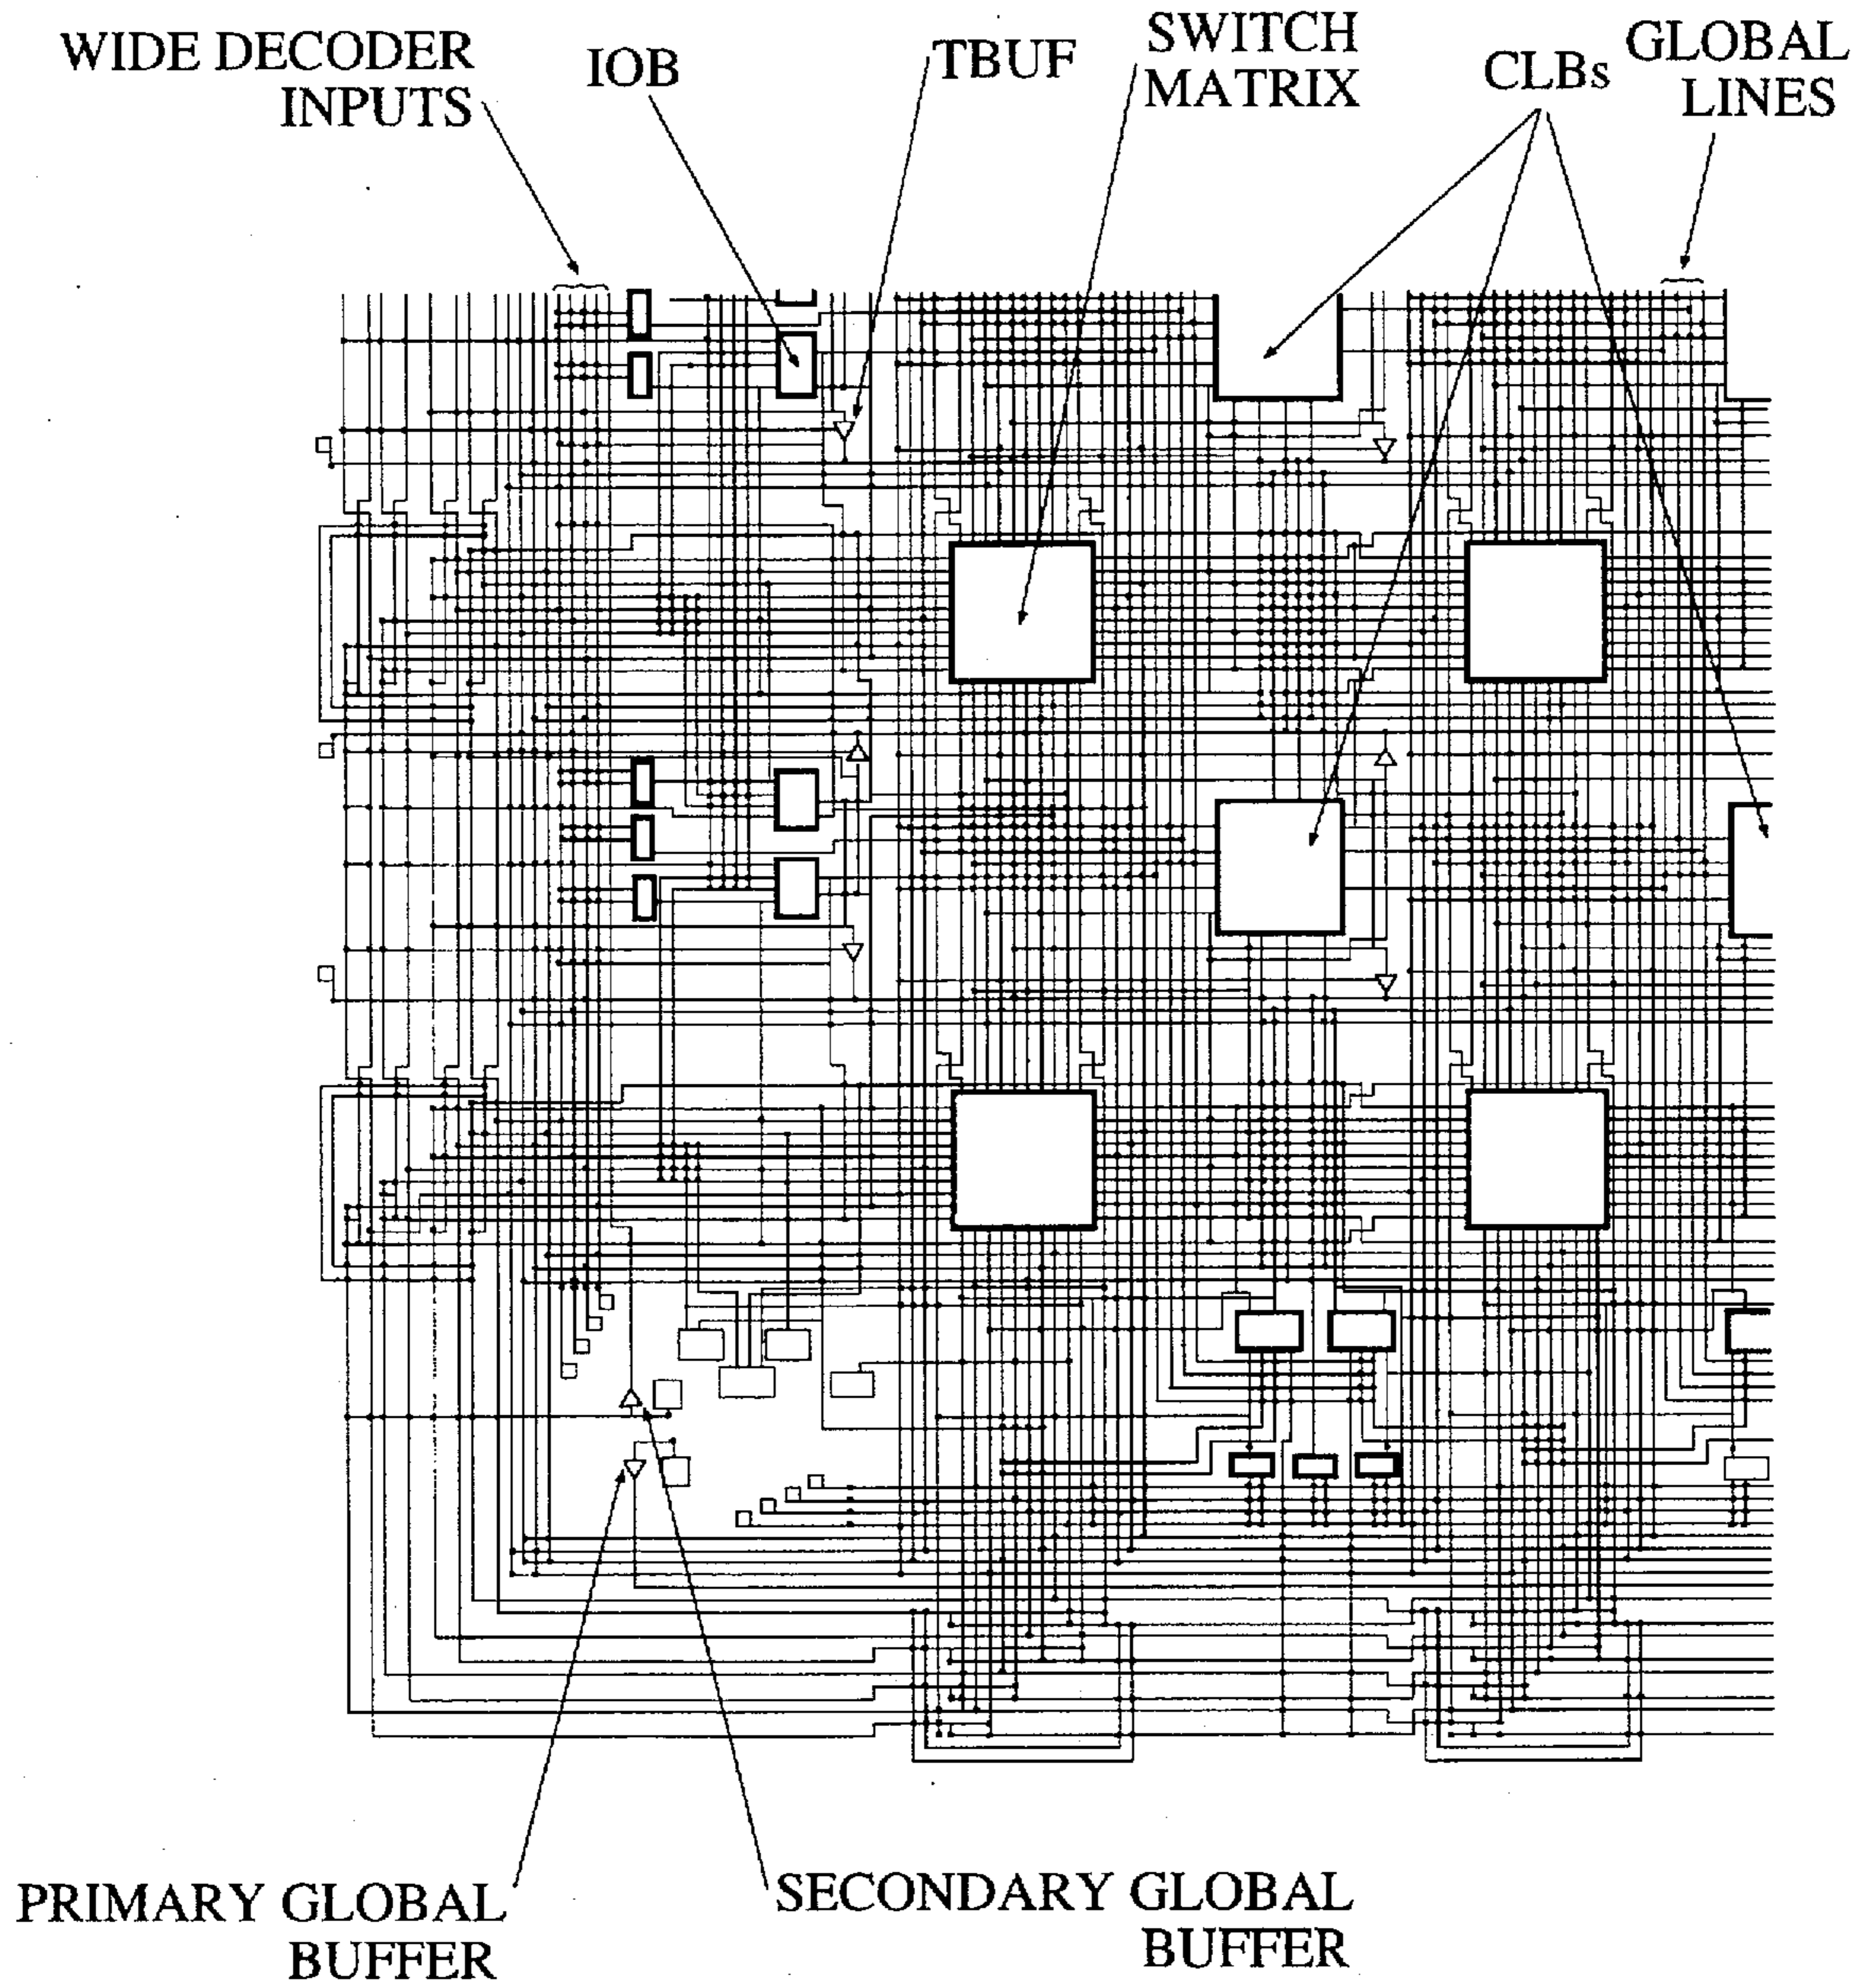 WIDE DECODER
INPUTS
IOB
TBUF
SWITCH
MATRIX
CLBs
GLOBAL
LINES
PRIMARY GLOBAL
BUFFER
SECONDARY GLOBAL
BUFFER